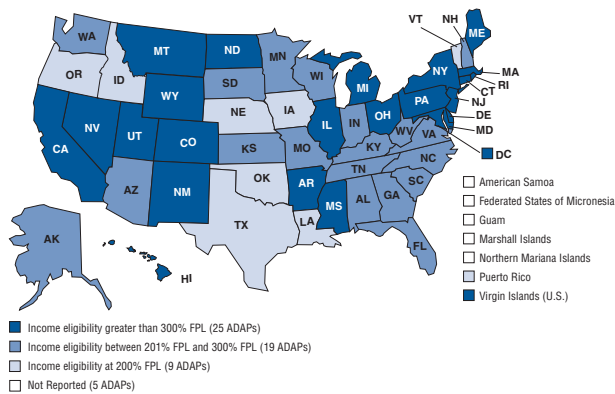 VT
NH
WA
ME
MT
ND
MN
OR
ID
SD
WI
NY
MA
WY
MI
RI
CT
NE
IA
PA
NJ
NV
UT
CO
IL
IN
OH
DE
WV
VA
MD
CA
KS
MO
KY
DC
NC
TN
AZ
NM
OK
AR
SC
American Samoa
MS
AL
GA
Federated States of Micronesia
TX
LA
Guam
AK
Marshall Islands
FL
Northern Mariana Islands
HI
Puerto Rico
Virgin Islands (U.S.)
Income eligibility greater than 300% FPL (25 ADAPs)
Income eligibility between 201% FPL and 300% FPL (19 ADAPs)
Income eligibility at 200% FPL (9 ADAPs)
Not Reported (5 ADAPs)